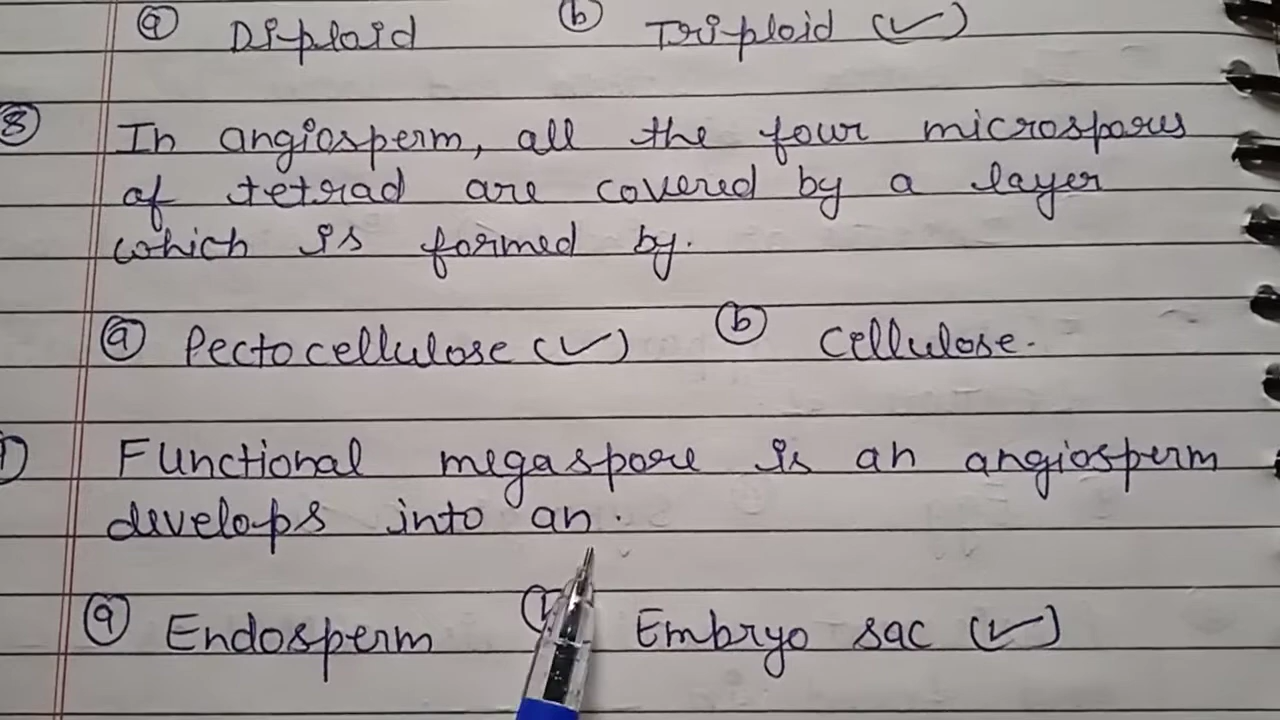 (a) Diploid (b) Triploid (✓)
(8) In angiosperm, all the four microspores
of tetrad are covered by a layer
which is formed by.
(a) Pectocellulose (✓) (b) Cellulose.
Functional megaspore is an angiosperm
develops into an.
(a) Endosperm Embryo sac (✓)